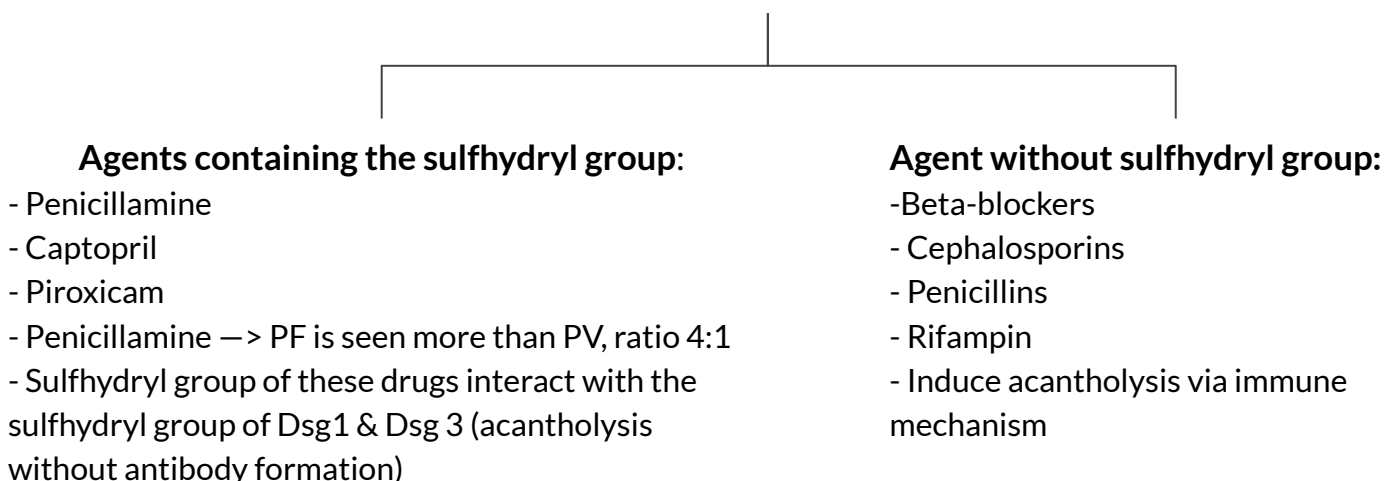 Agents containing the sulfhydryl group:
- Penicillamine
- Captopril
- Piroxicam
- Penicillamine —> PF is seen more than PV, ratio 4:1
- Sulfhydryl group of these drugs interact with the
sulfhydryl group of Dsg1 & Dsg 3 (acantholysis
without antibody formation)
Agent without sulfhydryl group:
-Beta-blockers
- Cephalosporins
- Penicillins
- Rifampin
- Induce acantholysis via immune
mechanism